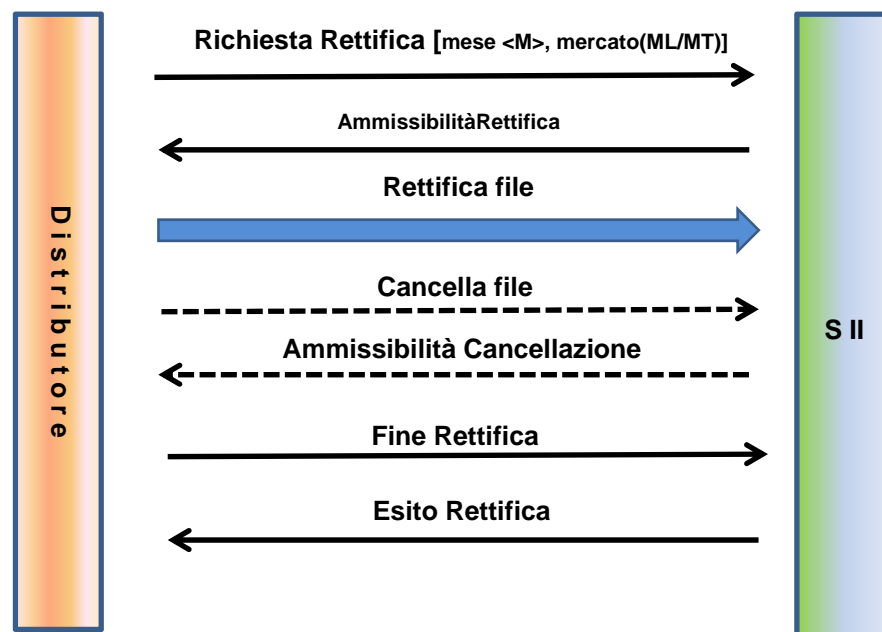 Richiesta Rettifica [mese <M>, mercato(ML/MT)]
AmmissibilitàRettifica
Rettifica file
Distributore
Cancella file
S II
Ammissibilità Cancellazione
Fine Rettifica
Esito Rettifica